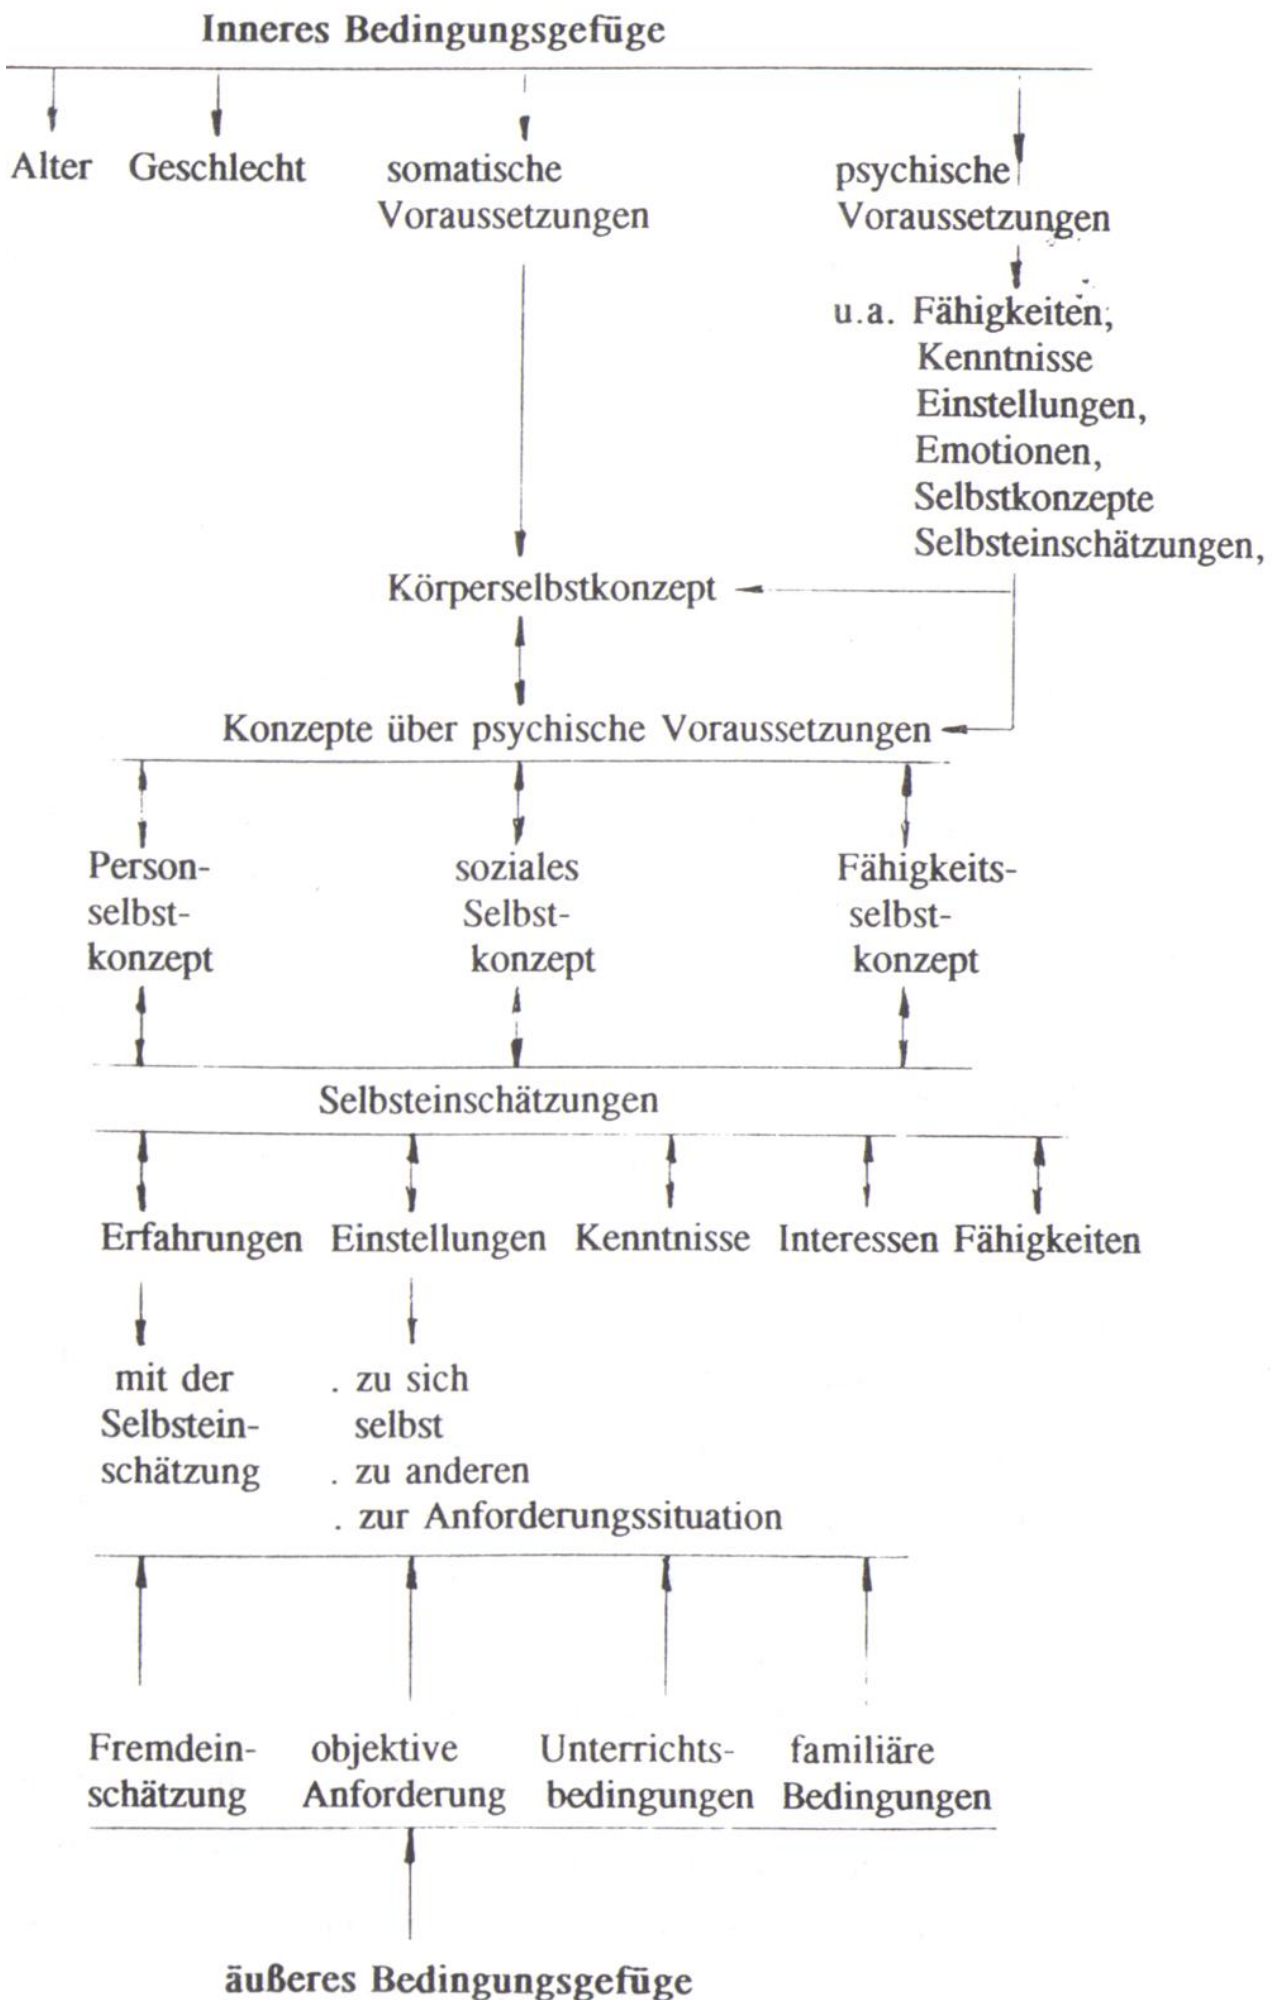 Inneres Bedingungsgefüge
Alter Geschlecht somatische psychische
Voraussetzungen Voraussetzungen
u.a. Fähigkeiten,
Kenntnisse
Einstellungen,
Emotionen,
Selbstkonzepte
Selbsteinschätzungen,
Körperselbstkonzept
Konzepte über psychische Voraussetzungen
Person- soziales Fähigkeits-
selbst- Selbst- selbst-
konzept konzept konzept
Selbsteinschätzungen
Erfahrungen Einstellungen Kenntnisse Interessen Fähigkeiten
mit der . zu sich
Selbstein- selbst
schätzung . zu anderen
. zur Anforderungssituation
Fremdein- objektive Unterrichts- familiäre
schätzung Anforderung bedingungen Bedingungen
äußeres Bedingungsgefüge